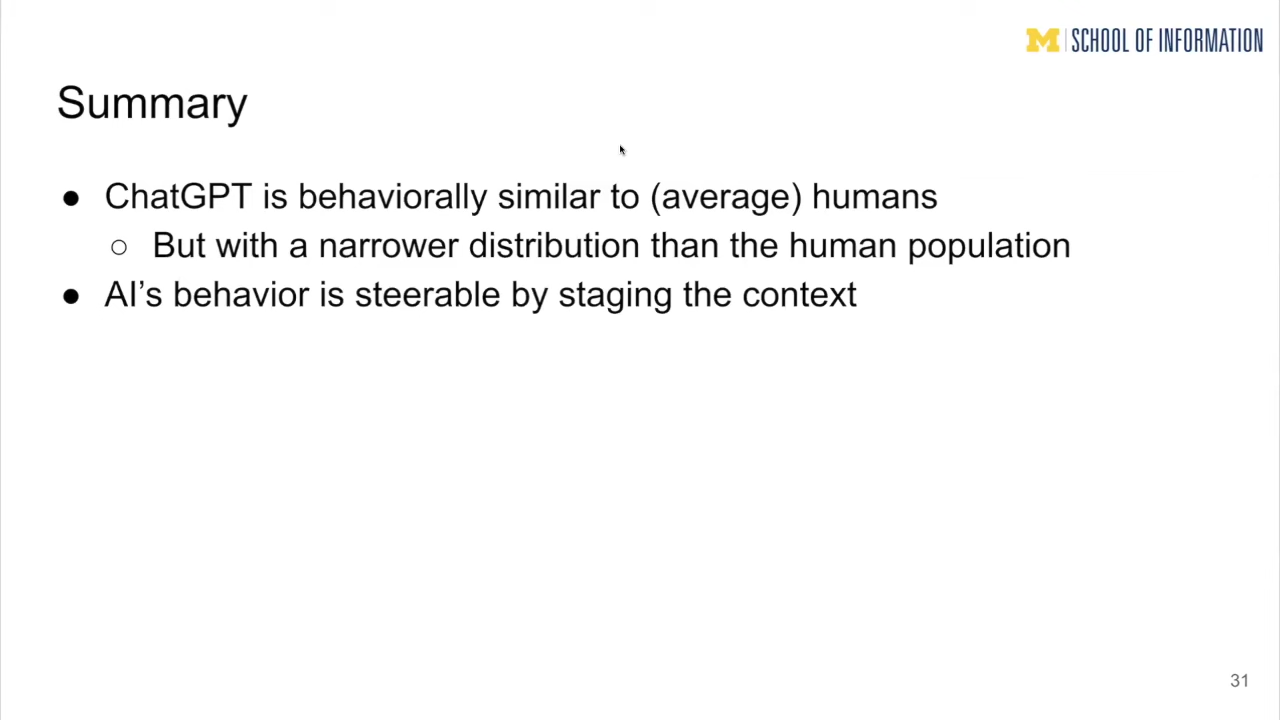 M | SCHOOL OF INFORMATION
Summary
● ChatGPT is behaviorally similar to (average) humans
○ But with a narrower distribution than the human population
● AI’s behavior is steerable by staging the context
31